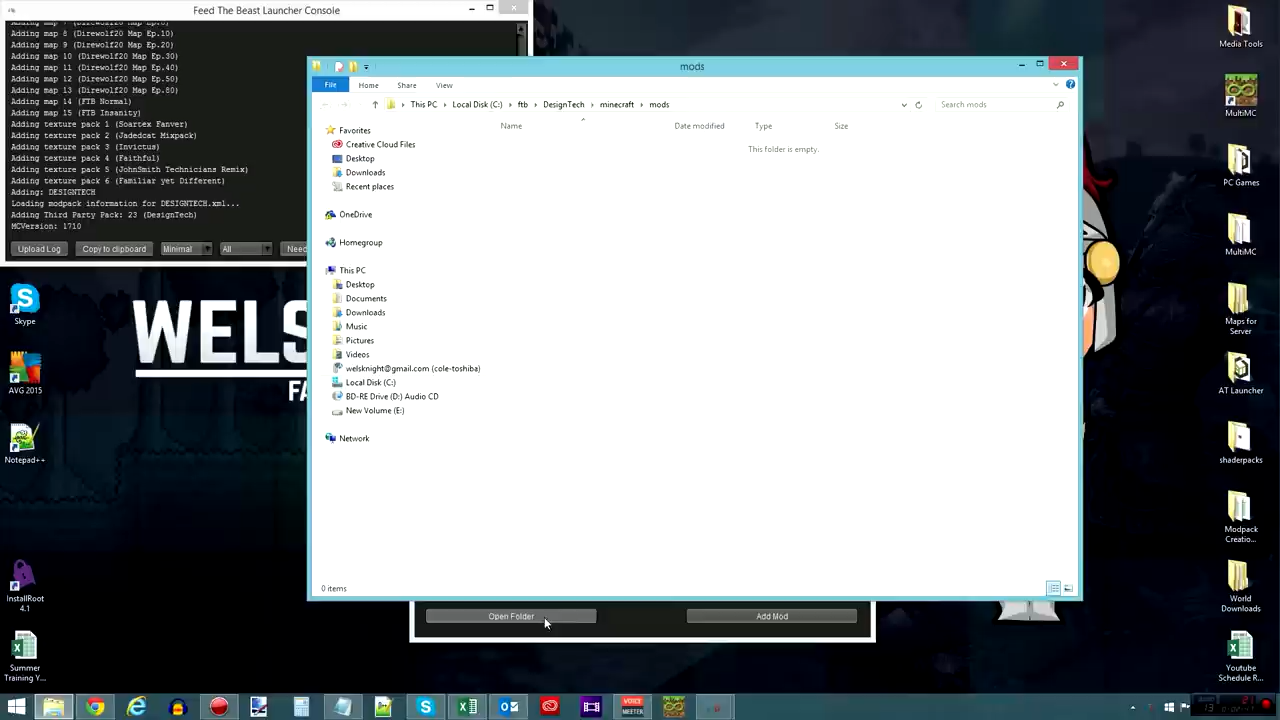 Feed The Beast Launcher Console
Adding map 9 (Direwolf20 Map Ep.20)
Adding map 10 (Direwolf20 Map Ep.30)
Adding map 11 (Direwolf20 Map Ep.40)
Adding map 12 (Direwolf20 Map Ep.50)
Adding map 13 (Direwolf20 Map Ep.80)
Adding map 14 (FTB Normal)
Adding map 15 (FTB Insanity)
Adding texture pack 1 (Soartex Fanver)
Adding texture pack 2 (Jadedcat Mixpack)
Adding texture pack 3 (Invictus)
Adding texture pack 4 (Faithful)
Adding texture pack 5 (JohnSmith Technicians Remix)
Adding texture pack 6 (Familiar yet Different)
Adding: DESIGNTECH
Loading modpack information for DESIGNTECH.xml...
Adding Third Party Pack: 23 (DesignTech)
MCVersion: 1710
Upload Log
Copy to clipboard
Minimal
All
Need
mods
File
Home
Share
View
This PC
Local Disk (C:)
ftb
DesignTech
minecraft
mods
Search mods
Name
Date modified
Type
Size
This folder is empty.
Favorites
Creative Cloud Files
Desktop
Downloads
Recent places
OneDrive
Homegroup
This PC
Desktop
Documents
Downloads
Music
Pictures
Videos
welsknight@gmail.com (cole-toshiba)
Local Disk (C:)
BD-RE Drive (D:) Audio CD
New Volume (E:)
Network
0 items
Open Folder
Add Mod
WELS
FA
Skype
AVG 2015
Notepad++
InstallRoot
4.1
Summer
Training Y...
Media Tools
MultiMC
PC Games
MultiMC
Maps for
Server
AT Launcher
shaderpacks
Modpack
Creatio...
World
Downloads
Youtube
Schedule R...
VOICE
MEETER